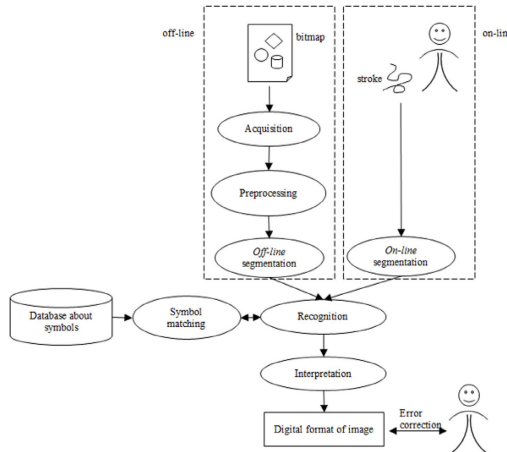 off-line
bitmap
on-li
stroke
Acquisition
Preprocessing
Off-line
segmentation
On-line
segmentation
Database about
symbols
Symbol
matching
Recognition
Interpretation
Digital format of image
Error
correction